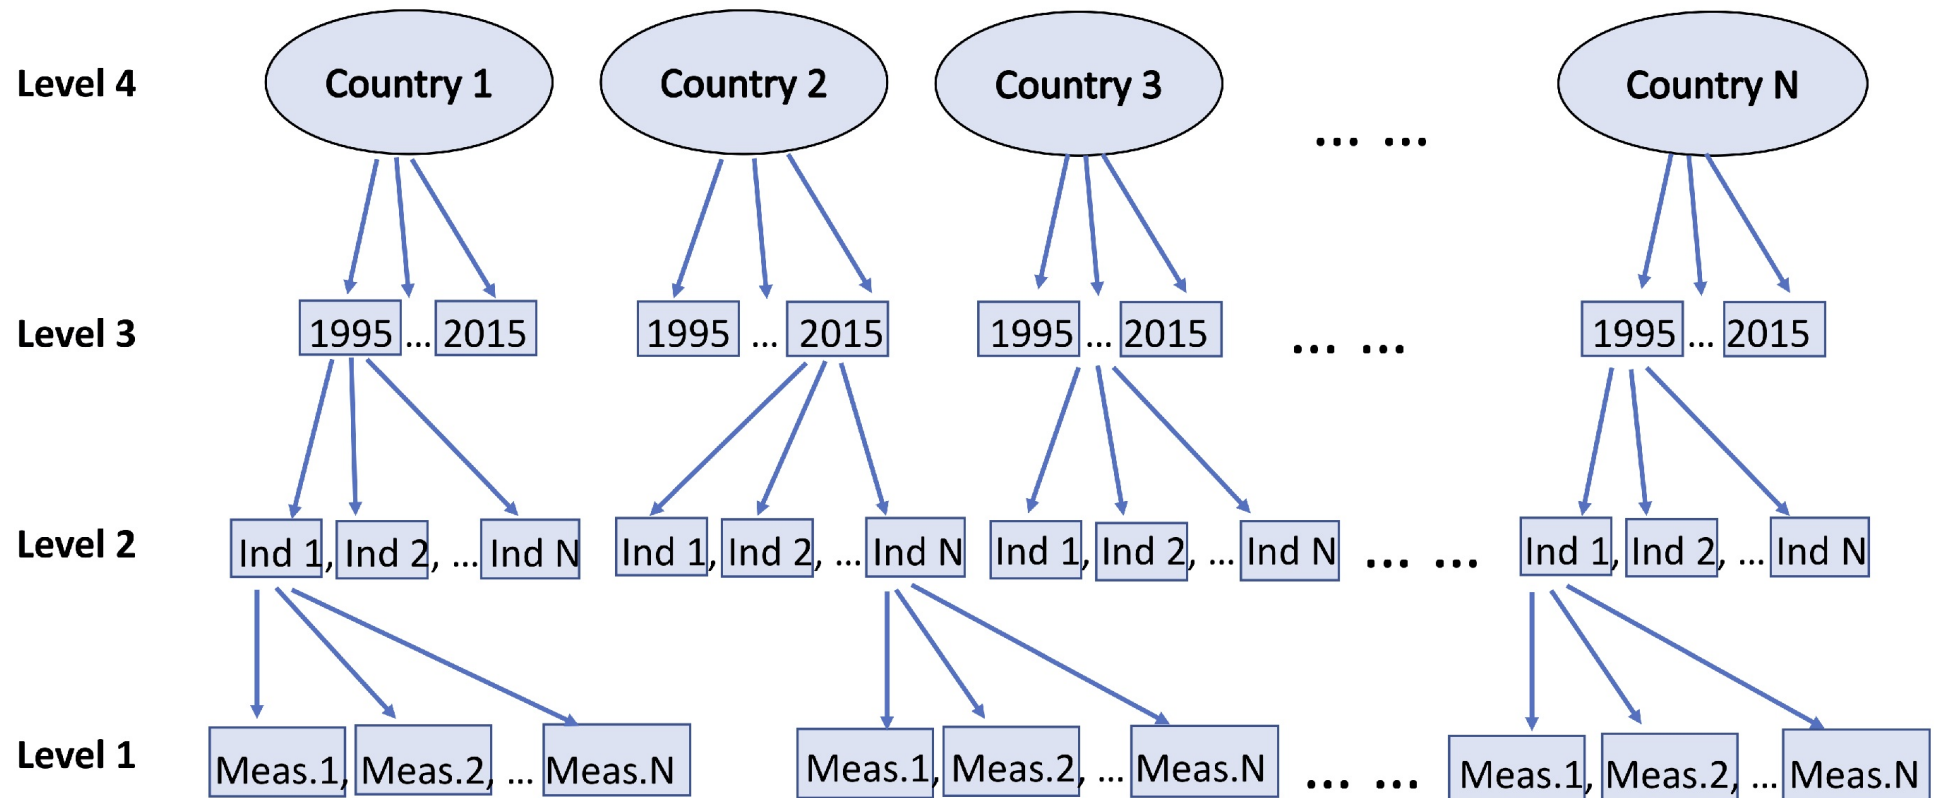 Level 4 Country 1 Country 2 Country 3 ... ... Country N
Level 3 1995 ... 2015 1995 ... 2015 1995 ... 2015 ... ... 1995 ... 2015
Level 2 Ind 1, Ind 2, ... Ind N Ind 1, Ind 2, ... Ind N Ind 1, Ind 2, ... Ind N ... ... Ind 1, Ind 2, ... Ind N
Level 1 Meas.1, Meas.2, ... Meas.N Meas.1, Meas.2, ... Meas.N ... ... Meas.1, Meas.2, ... Meas.N